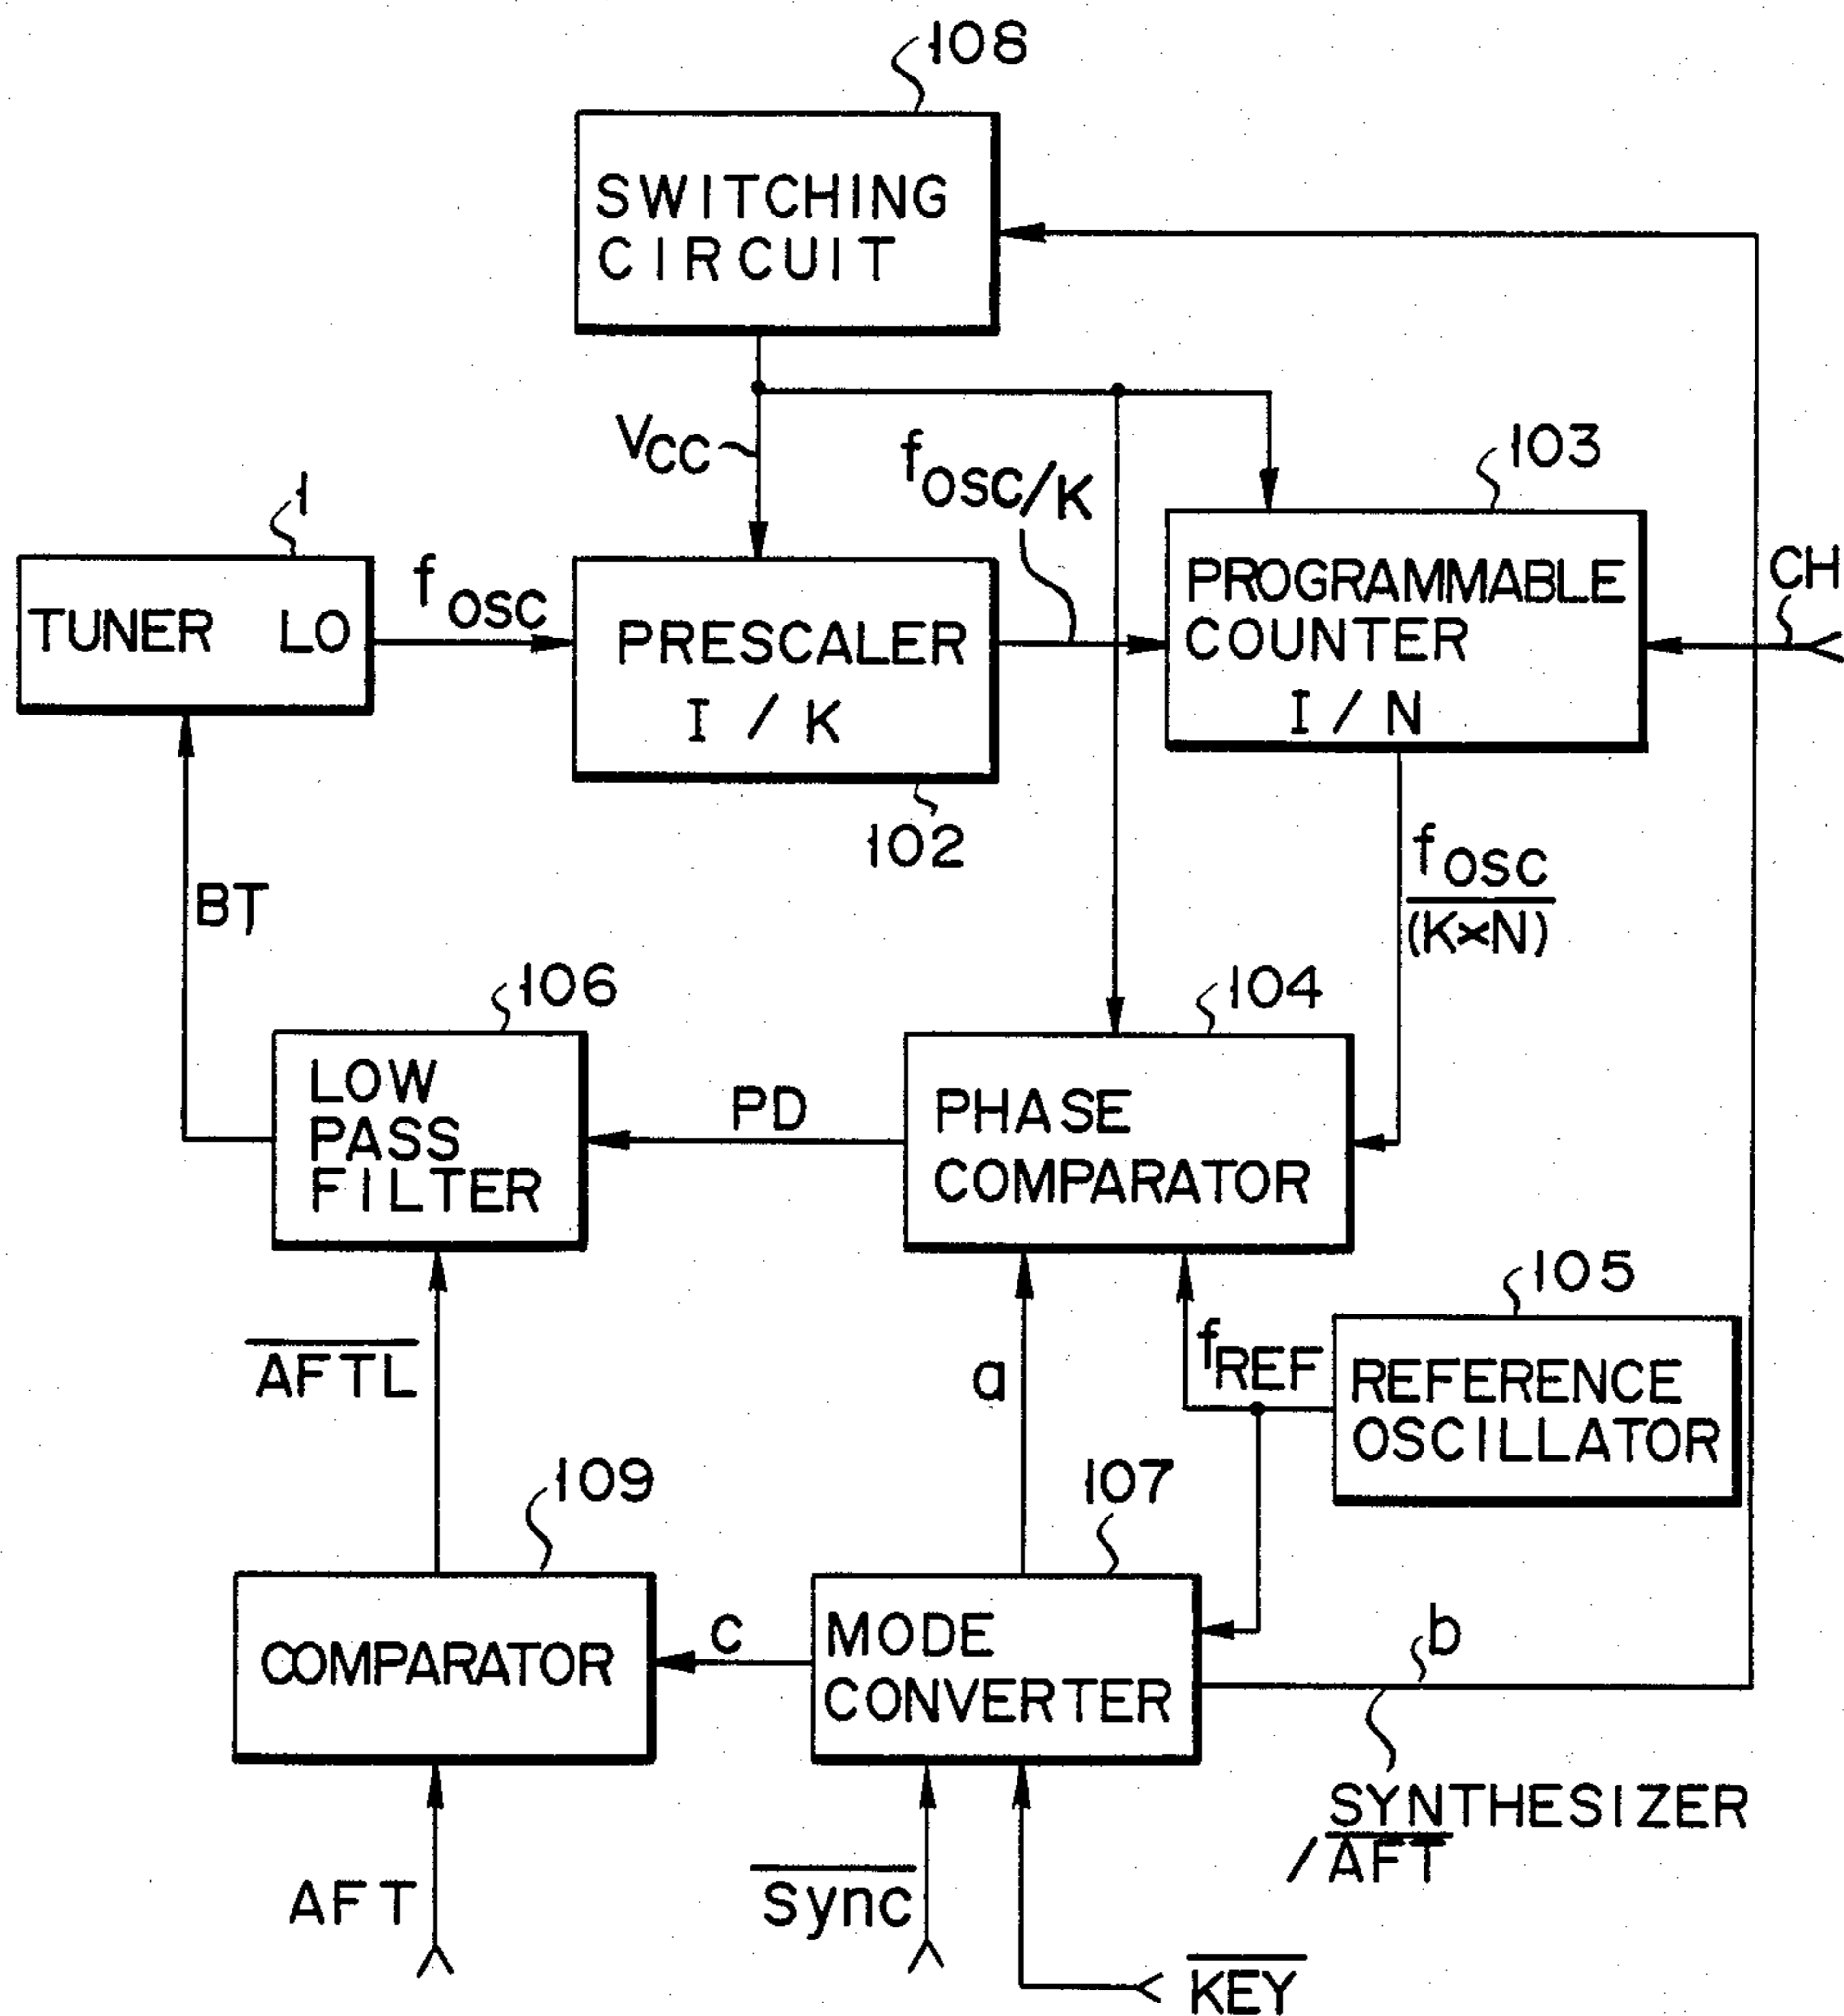 108
SWITCHING
CIRCUIT
VCC
fOSC/K
103
1
TUNER LO
fOSC
PRESCALER
I / K
102
PROGRAMMABLE
COUNTER
I / N
CH
fOSC
(K×N)
BT
106
LOW
PASS
FILTER
PD
104
PHASE
COMPARATOR
105
REFERENCE
OSCILLATOR
fREF
a
AFTL
109
COMPARATOR
C
107
MODE
CONVERTER
b
SYNTHESIZER
/AFT
AFT
Sync
KEY